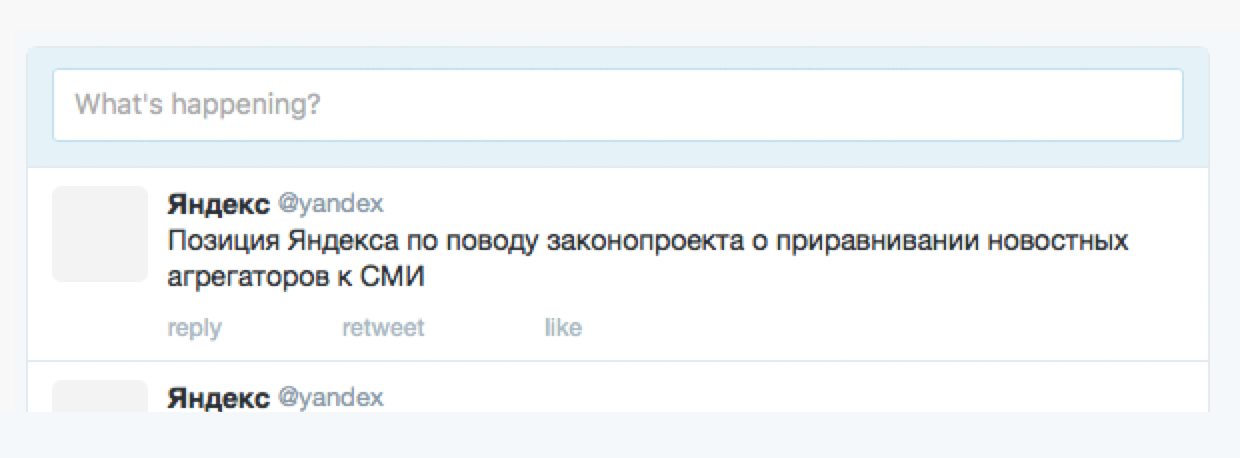 What's happening?
Яндекс @yandex
Позиция Яндекса по поводу законопроекта о приравнивании новостных
агрегаторов к СМИ
reply retweet like
Яндекс @yandex